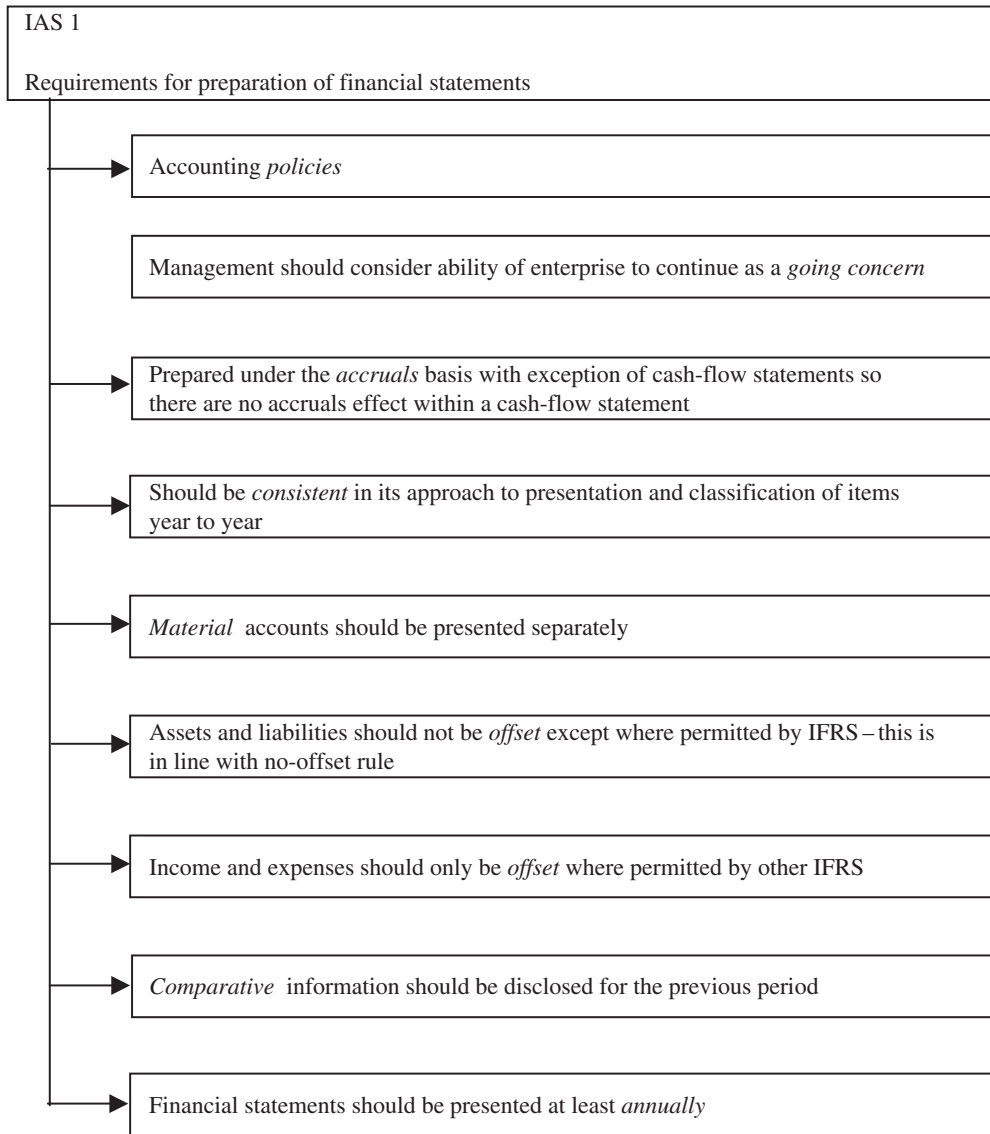 IAS 1
Requirements for preparation of financial statements
Accounting policies
Management should consider ability of enterprise to continue as a going concern
Prepared under the accruals basis with exception of cash-flow statements so
there are no accruals effect within a cash-flow statement
Should be consistent in its approach to presentation and classification of items
year to year
Material accounts should be presented separately
Assets and liabilities should not be offset except where permitted by IFRS – this is
in line with no-offset rule
Income and expenses should only be offset where permitted by other IFRS
Comparative information should be disclosed for the previous period
Financial statements should be presented at least annually